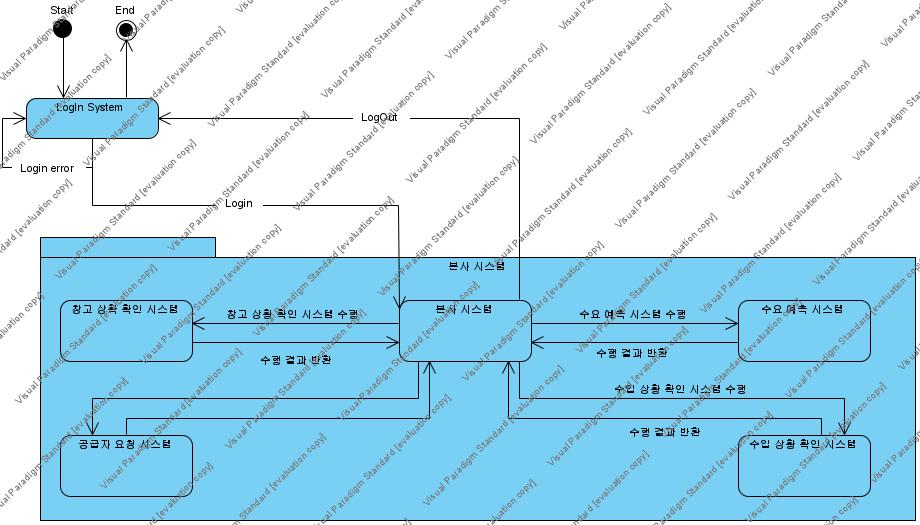 Start
End
LogIn System
LogOut
Login error
Login
본사 시스템
창고 상황 확인 시스템
창고 상황 확인 시스템 수행
본사 시스템
수요 예측 시스템 수행
수요 예측 시스템
수행 결과 반환
수행 결과 반환
수입 상황 확인 시스템 수행
수행 결과 반환
공급자 요청 시스템
수입 상황 확인 시스템
Visual Paradigm Standard [evaluation copy]